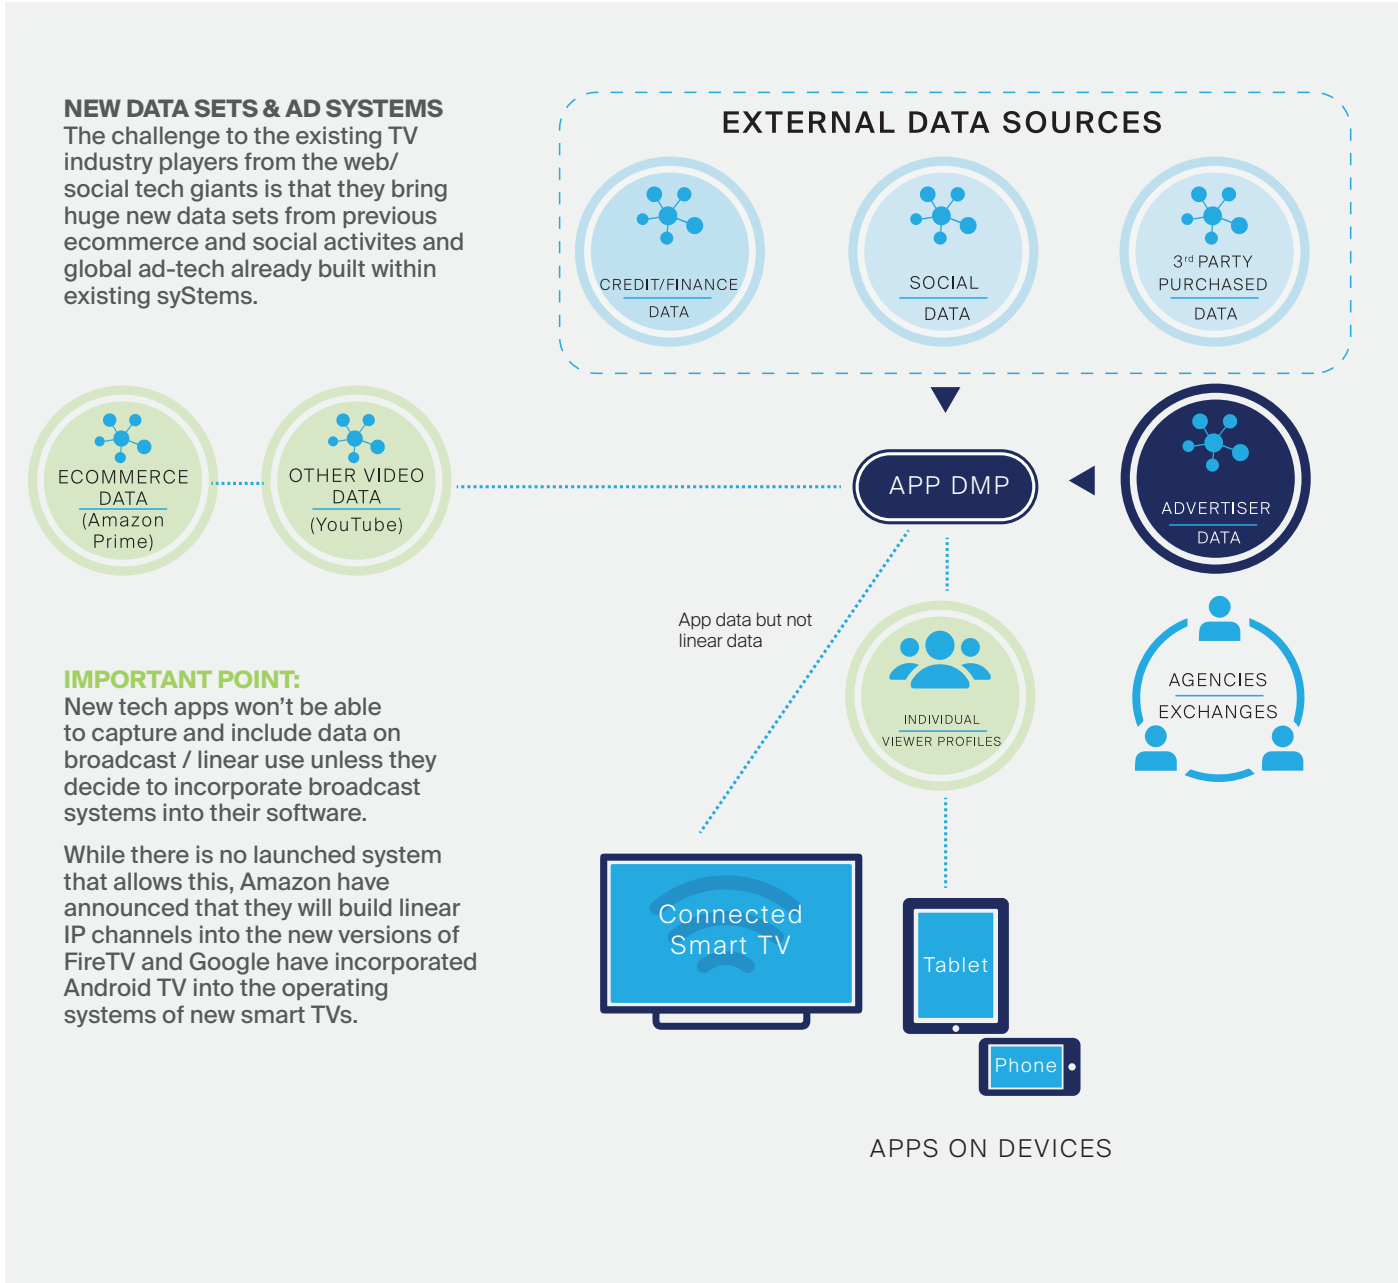 NEW DATA SETS & AD SYSTEMS
The challenge to the existing TV
industry players from the web/
social tech giants is that they bring
huge new data sets from previous
ecommerce and social activites and
global ad-tech already built within
existing syStems.
EXTERNAL DATA SOURCES
CREDIT/FINANCE
DATA
SOCIAL
DATA
3rd PARTY
PURCHASED
DATA
ECOMMERCE
DATA
(Amazon
Prime)
OTHER VIDEO
DATA
(YouTube)
APP DMP
ADVERTISER
DATA
App data but not
linear data
INDIVIDUAL
VIEWER PROFILES
AGENCIES
EXCHANGES
IMPORTANT POINT:
New tech apps won't be able
to capture and include data on
broadcast / linear use unless they
decide to incorporate broadcast
systems into their software.
While there is no launched system
that allows this, Amazon have
announced that they will build linear
IP channels into the new versions of
FireTV and Google have incorporated
Android TV into the operating
systems of new smart TVs.
Connected
Smart TV
Tablet
Phone
APPS ON DEVICES